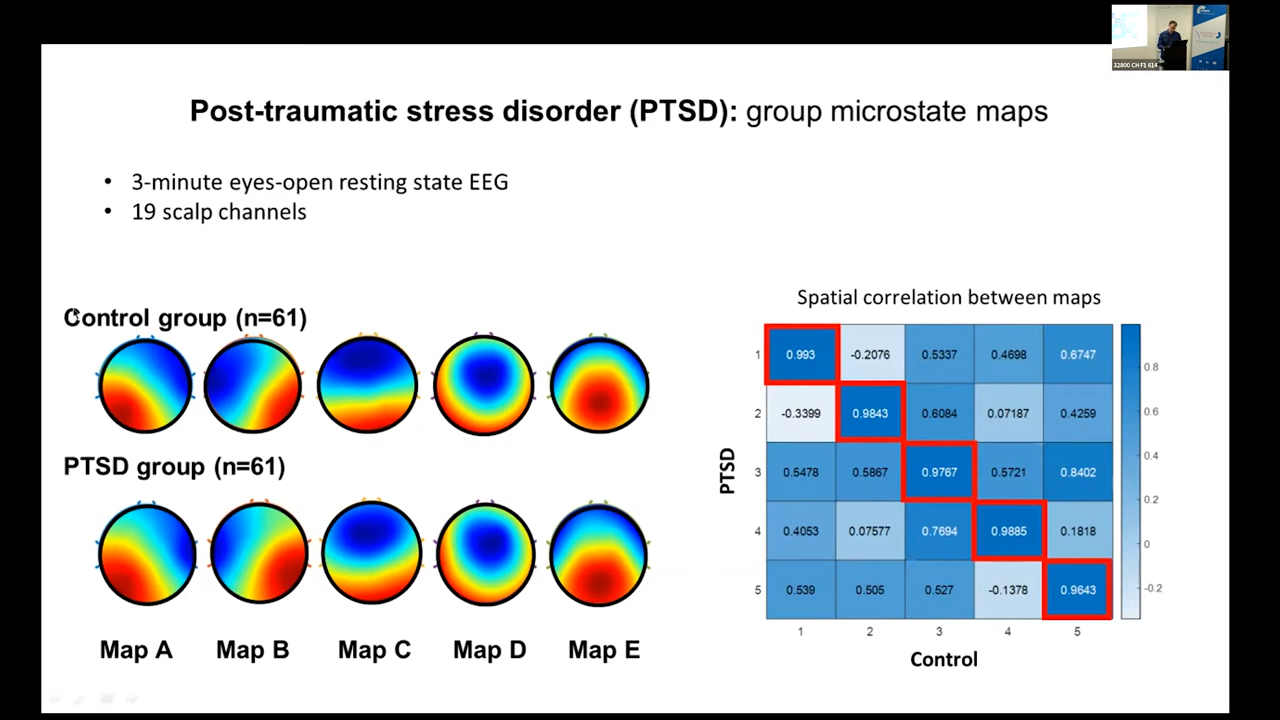 32800 CH F1 614
Post-traumatic stress disorder (PTSD): group microstate maps
• 3-minute eyes-open resting state EEG
• 19 scalp channels
Control group (n=61)
PTSD group (n=61)
Map A Map B Map C Map D Map E
Spatial correlation between maps
1 0.993 -0.2076 0.5337 0.4698 0.6747
2 -0.3399 0.9843 0.6084 0.07187 0.4259
3 0.5478 0.5867 0.9767 0.5721 0.8402
4 0.4053 0.07577 0.7694 0.9885 0.1818
5 0.539 0.505 0.527 -0.1378 0.9643
1 2 3 4 5
PTSD
Control
0.8
0.6
0.4
0.2
0
-0.2